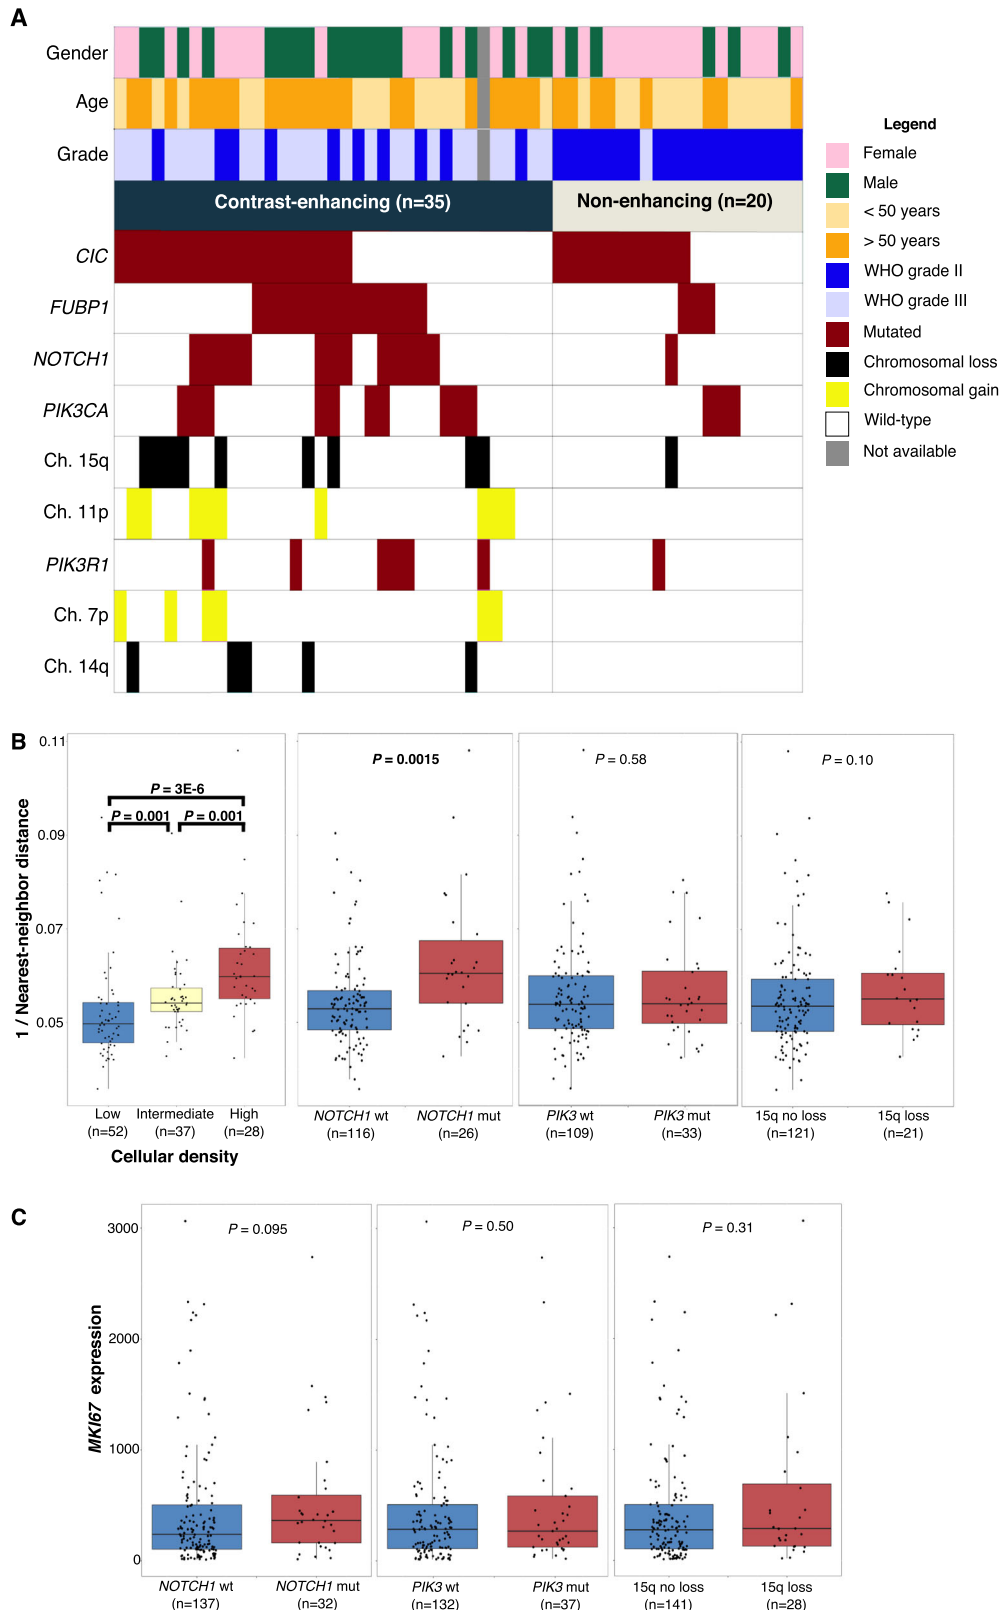 A
Gender
Age
Grade
Contrast-enhancing (n=35)
Non-enhancing (n=20)
CIC
FUBP1
NOTCH1
PIK3CA
Ch. 15q
Ch. 11p
PIK3R1
Ch. 7p
Ch. 14q
Legend
Female
Male
< 50 years
> 50 years
WHO grade II
WHO grade III
Mutated
Chromosomal loss
Chromosomal gain
Wild-type
Not available
B
1 / Nearest-neighbor distance
0.11
0.09
0.07
0.05
P = 3E-6
P = 0.001
P = 0.001
P = 0.0015
P = 0.58
P = 0.10
Low
(n=52)
Intermediate
(n=37)
High
(n=28)
Cellular density
NOTCH1 wt
(n=116)
NOTCH1 mut
(n=26)
PIK3 wt
(n=109)
PIK3 mut
(n=33)
15q no loss
(n=121)
15q loss
(n=21)
C
MKI67 expression
3000
2000
1000
0
P = 0.095
P = 0.50
P = 0.31
NOTCH1 wt
(n=137)
NOTCH1 mut
(n=32)
PIK3 wt
(n=132)
PIK3 mut
(n=37)
15q no loss
(n=141)
15q loss
(n=28)